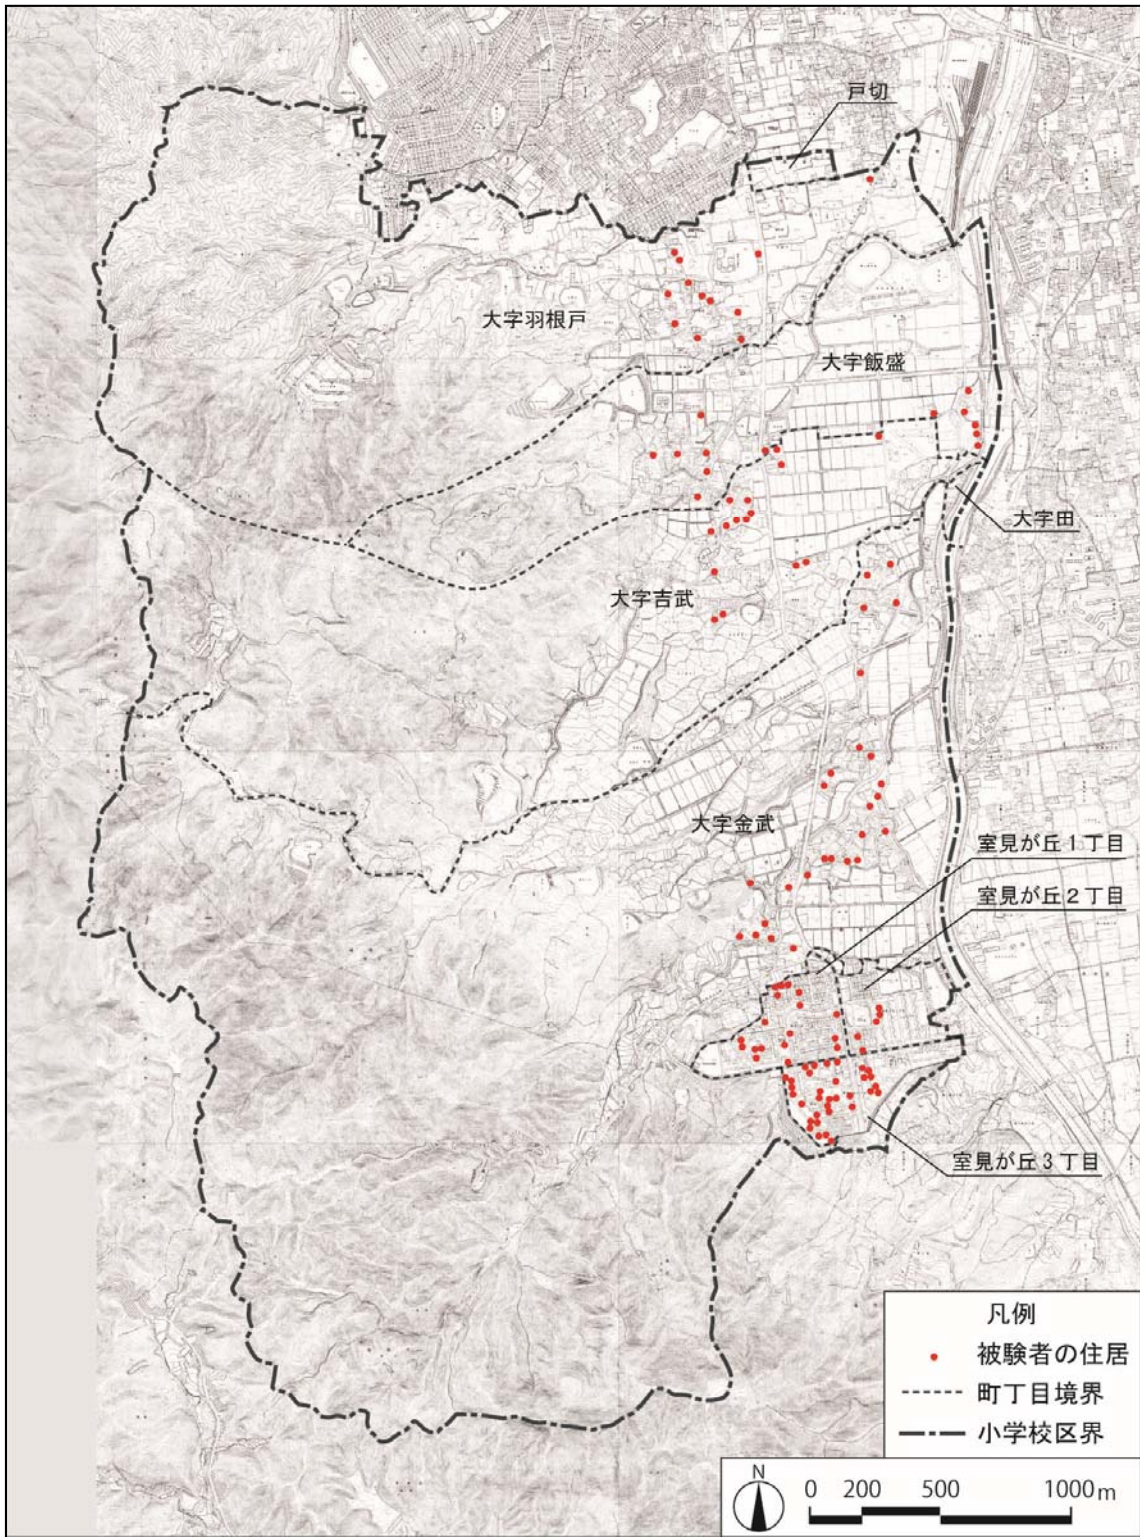 戸切
大字羽根戸
大字飯盛
大字田
大字吉武
大字金武
室見が丘1丁目
室見が丘2丁目
室見が丘3丁目
凡例
被験者の住居
町丁目境界
小学校区界
N
0 200 500 1000m